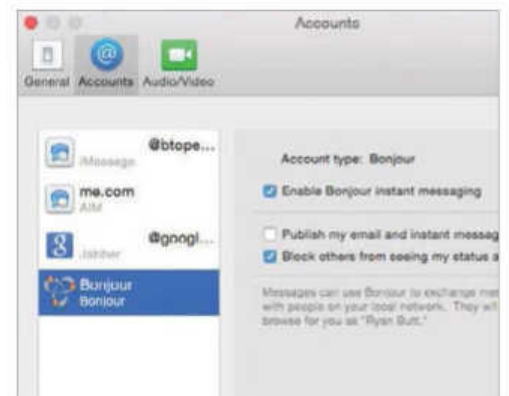 Accounts
General Accounts Audio/Video
@btope...
iMessage
me.com
AIM
@googl...
Jabber
Bonjour
Bonjour
Account type: Bonjour
Enable Bonjour instant messaging
Publish my email and instant messag
Block others from seeing my status a
Messages can use Bonjour to exchange mes
with people on your local network. They wil
browse for you as "Ryan Butt."